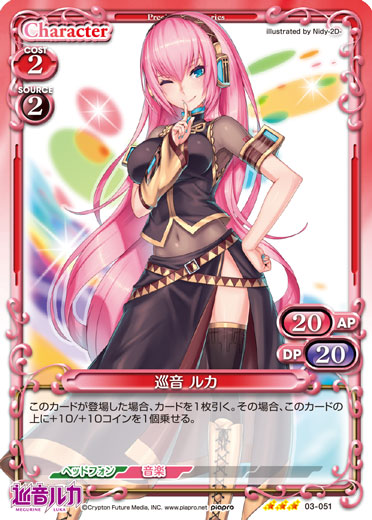 Character
Illustrated by Nidy-2D-
COST
2
SOURCE
2
20 AP
DP 20
巡音 ルカ
このカードが登場した場合、カードを1枚引く。その場合、このカードの
上に+10/+10コインを1個乗せる。
ヘッドフォン 音楽
巡音ルカ
MEGURINE LUKA
©Crypton Future Media, INC. www.piapro.net piapro
03-051